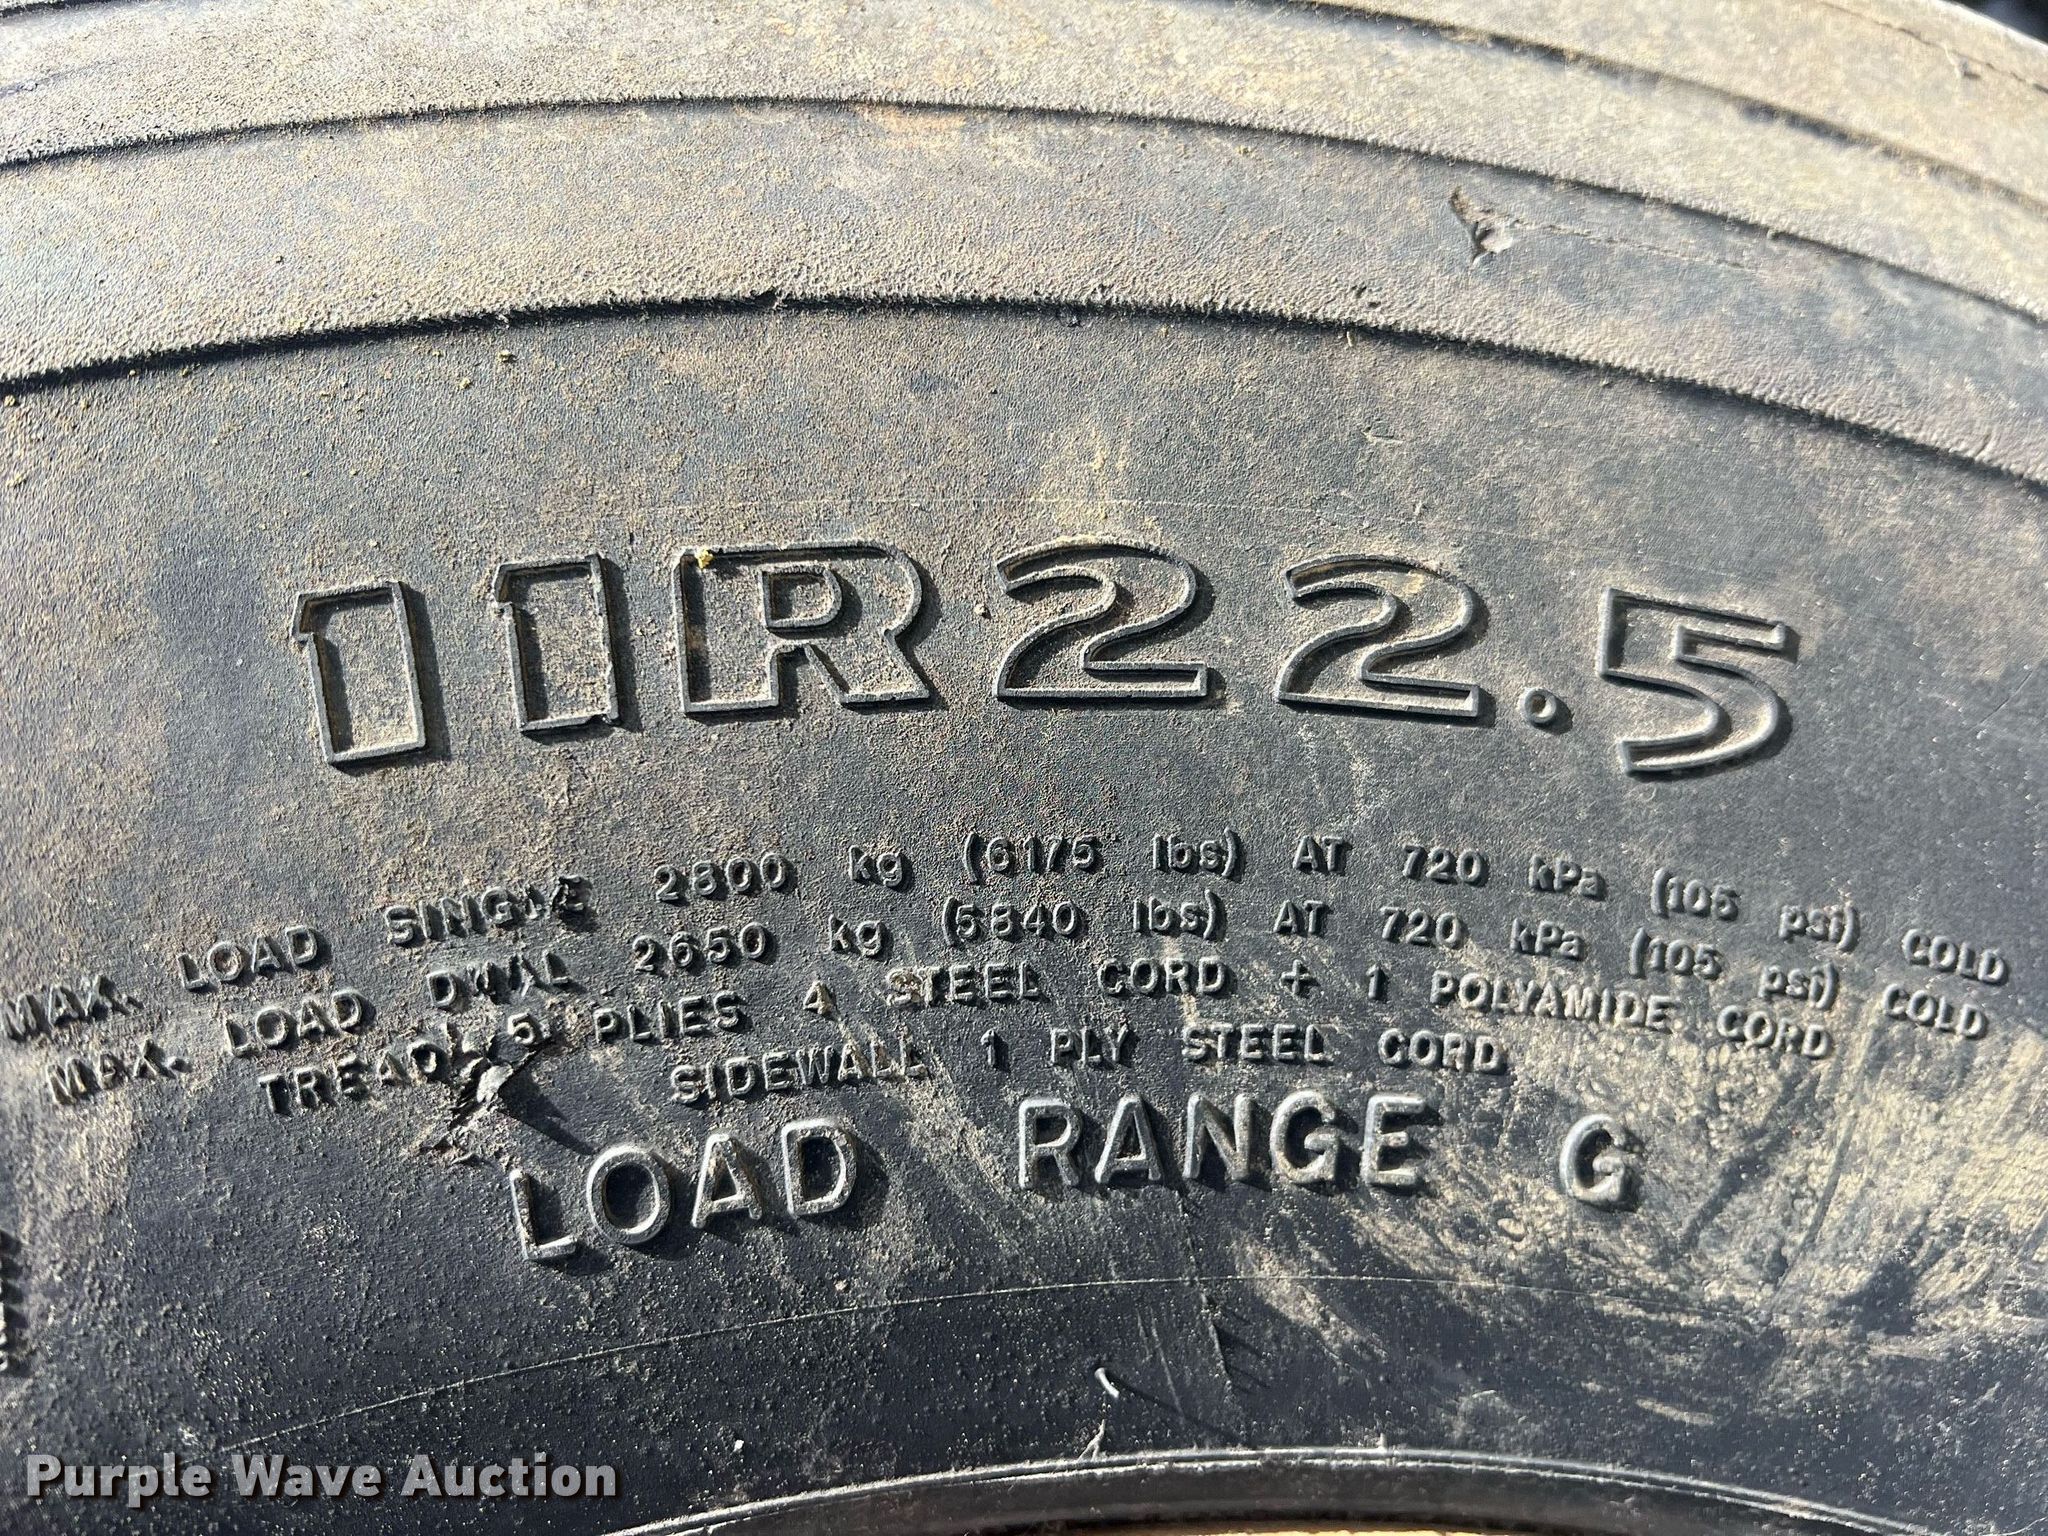 11R22.5
MAX. LOAD SINGLE 2800 kg (6175 lbs) AT 720 kPa (105 psi) COLD
MAX. LOAD DUAL 2650 kg (5840 lbs) AT 720 kPa (105 psi) COLD
TREAD 5 PLIES 4 STEEL CORD + 1 POLYAMIDE CORD
SIDEWALL 1 PLY STEEL CORD
LOAD RANGE G
Purple Wave Auction